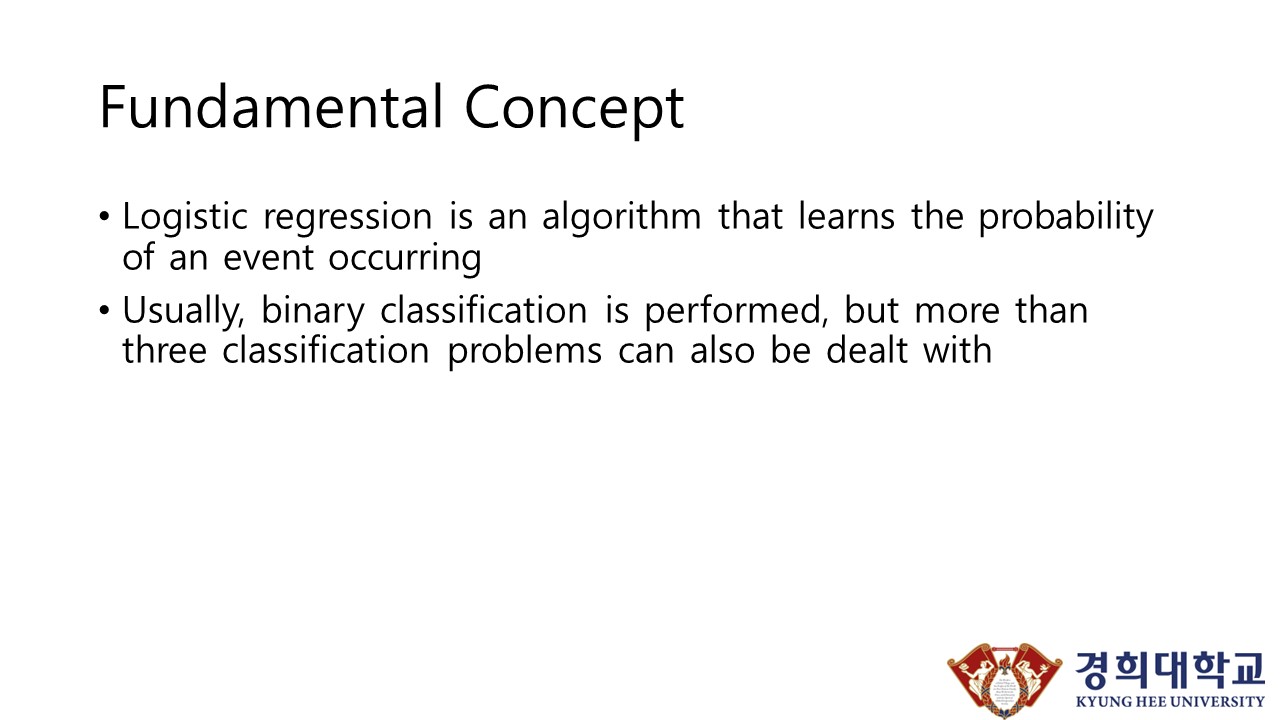 Fundamental Concept
• Logistic regression is an algorithm that learns the probability
of an event occurring
• Usually, binary classification is performed, but more than
three classification problems can also be dealt with
경희대학교
KYUNG HEE UNIVERSITY